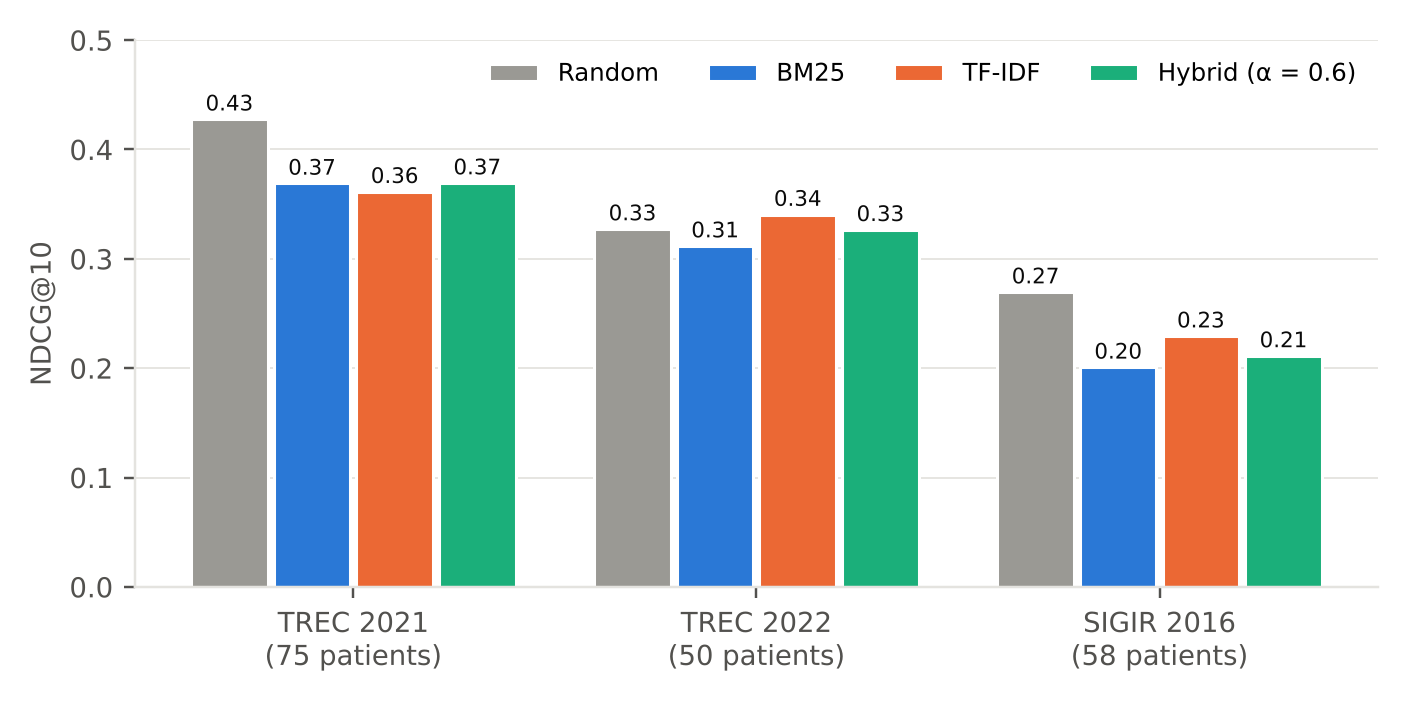 NDCG@10
0.5
0.4
0.3
0.2
0.1
0.0
Random BM25 TF-IDF Hybrid (α = 0.6)
0.43 0.37 0.36 0.37
0.33 0.31 0.34 0.33
0.27 0.20 0.23 0.21
TREC 2021
(75 patients)
TREC 2022
(50 patients)
SIGIR 2016
(58 patients)